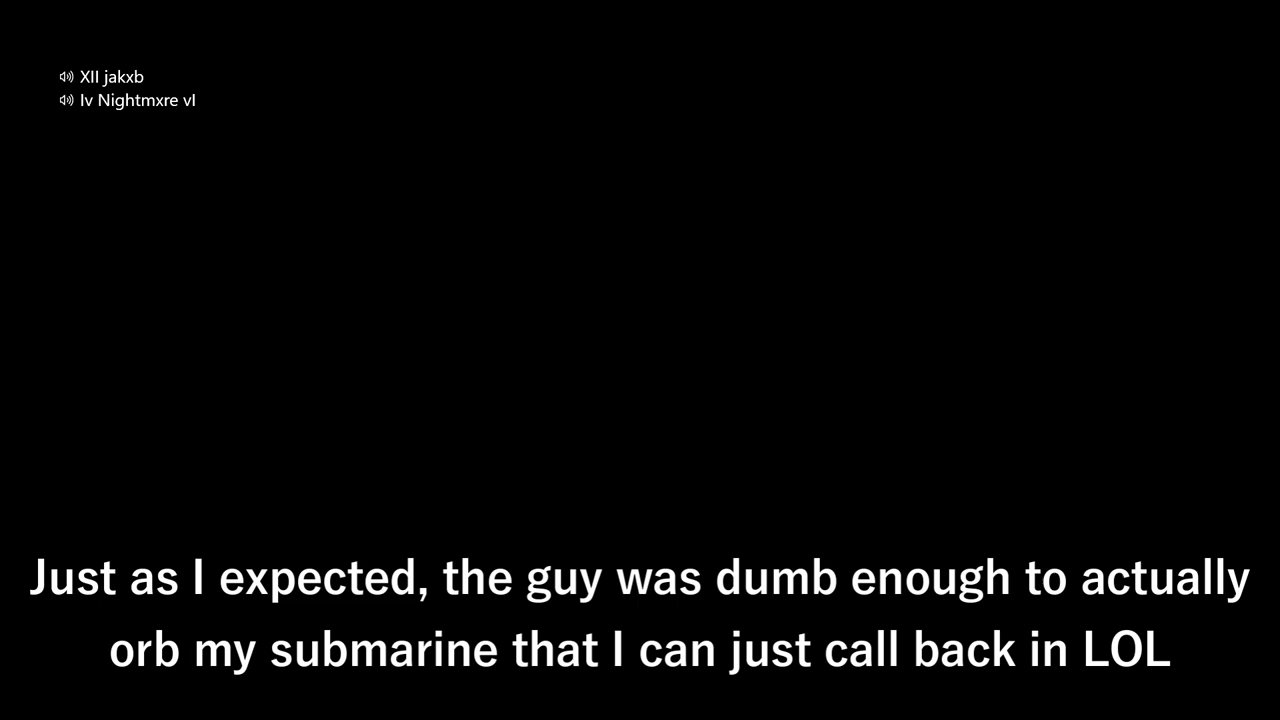 XII jakxb
Iv Nightmxre vI
Just as I expected, the guy was dumb enough to actually
orb my submarine that I can just call back in LOL